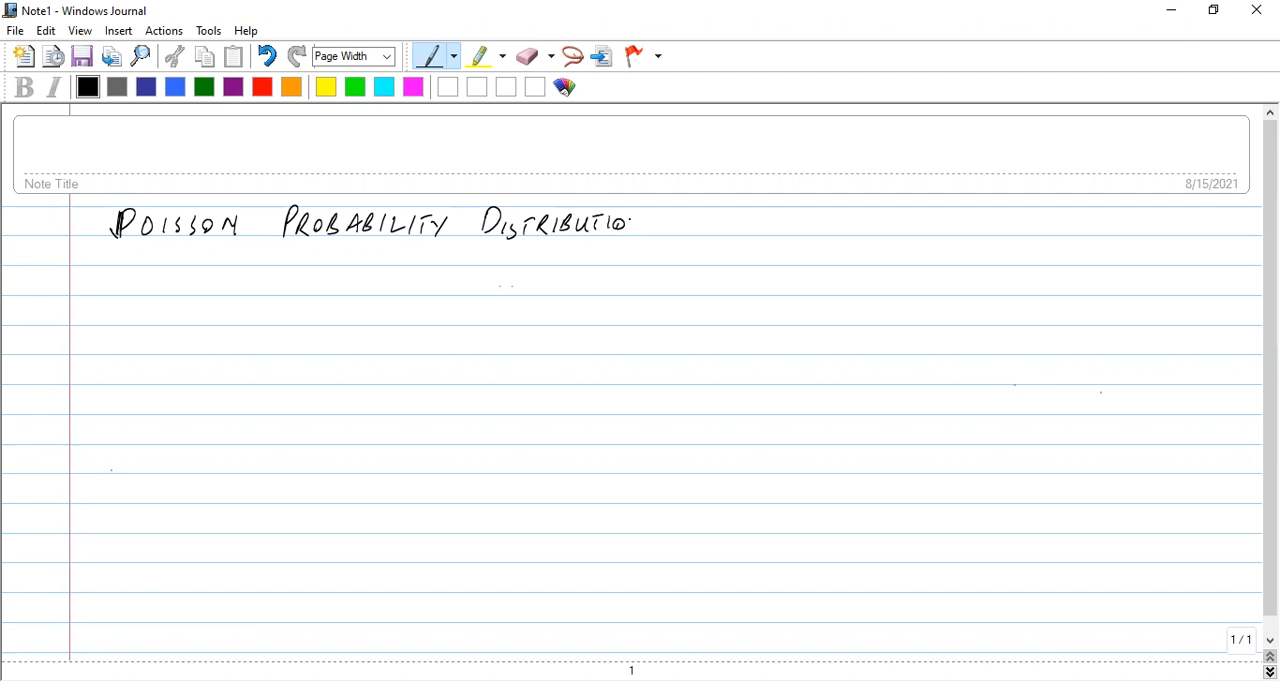 Note1 - Windows Journal
File Edit View Insert Actions Tools Help
Page Width
B I
Note Title
8/15/2021
POISSON PROBABILITY DISTRIBUTIO
1 / 1
1